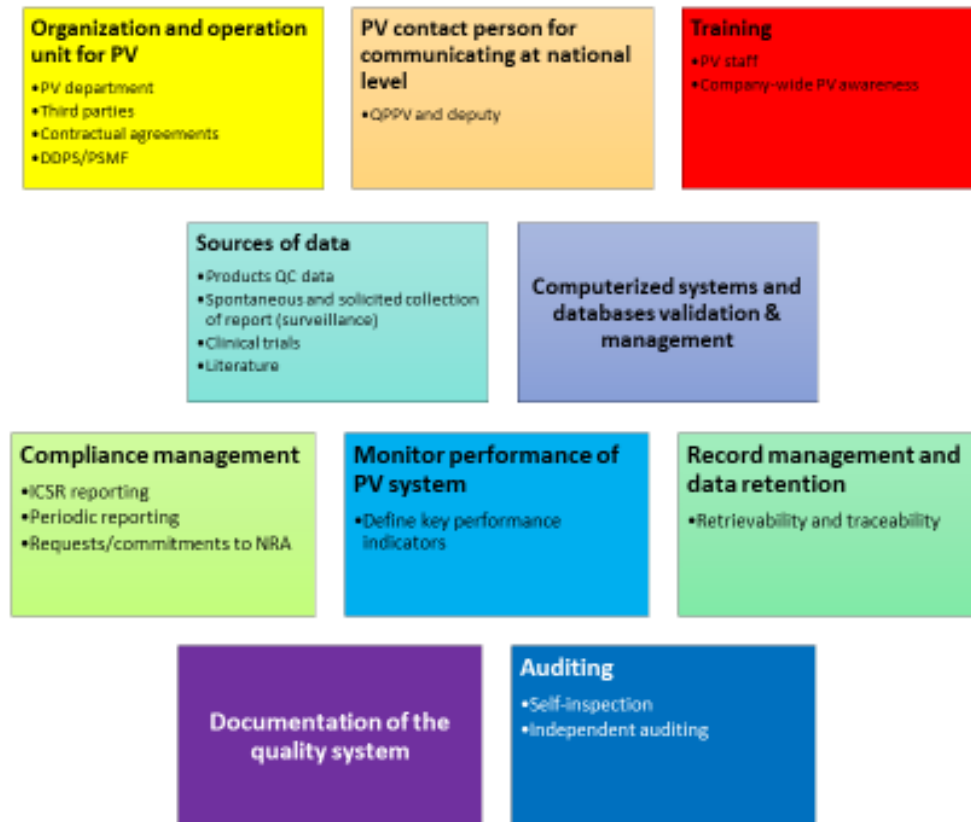 Organization and operation
unit for PV
•PV department
•Third parties
•Contractual agreements
•DDPS/PSMF
PV contact person for
communicating at national
level
•QPPV and deputy
Training
•PV staff
•Company-wide PV awareness
Sources of data
•Products QC data
•Spontaneous and solicited collection
of report (surveillance)
•Clinical trials
•Literature
Computerized systems and
databases validation &
management
Compliance management
•ICSR reporting
•Periodic reporting
•Requests/commitments to NRA
Monitor performance of
PV system
•Define key performance
indicators
Record management and
data retention
•Retrievability and traceability
Documentation of the
quality system
Auditing
•Self-inspection
•Independent auditing